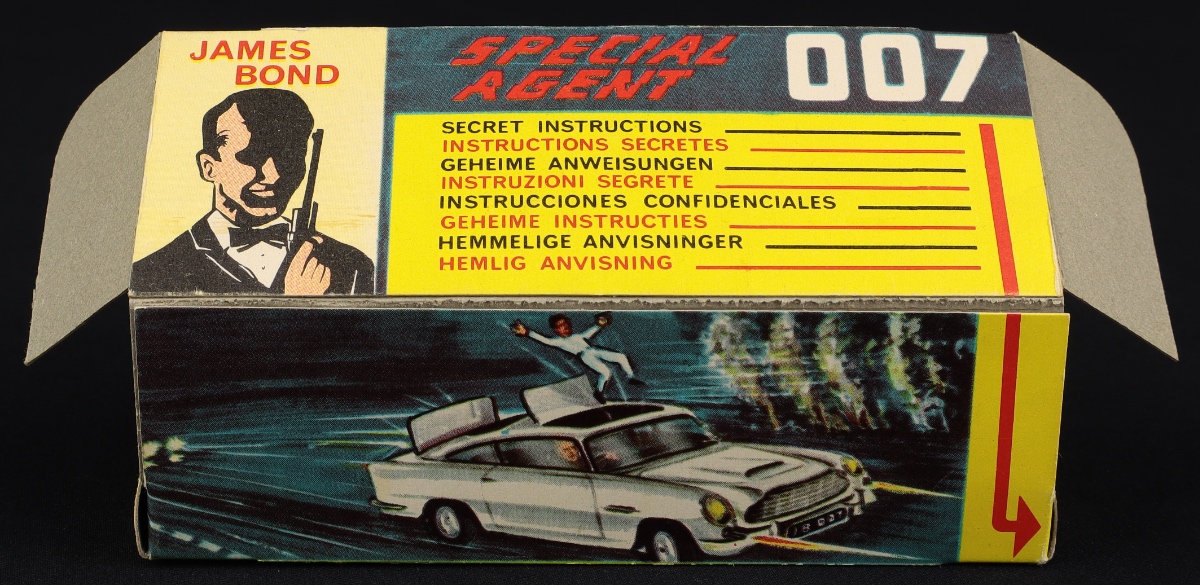 JAMES
BOND
SPECIAL
AGENT
007
SECRET INSTRUCTIONS
INSTRUCTIONS SECRETES
GEHEIME ANWEISUNGEN
INSTRUZIONI SEGRETE
INSTRUCCIONES CONFIDENCIALES
GEHEIME INSTRUCTIES
HEMMELIGE ANVISNINGER
HEMLIG ANVISNING